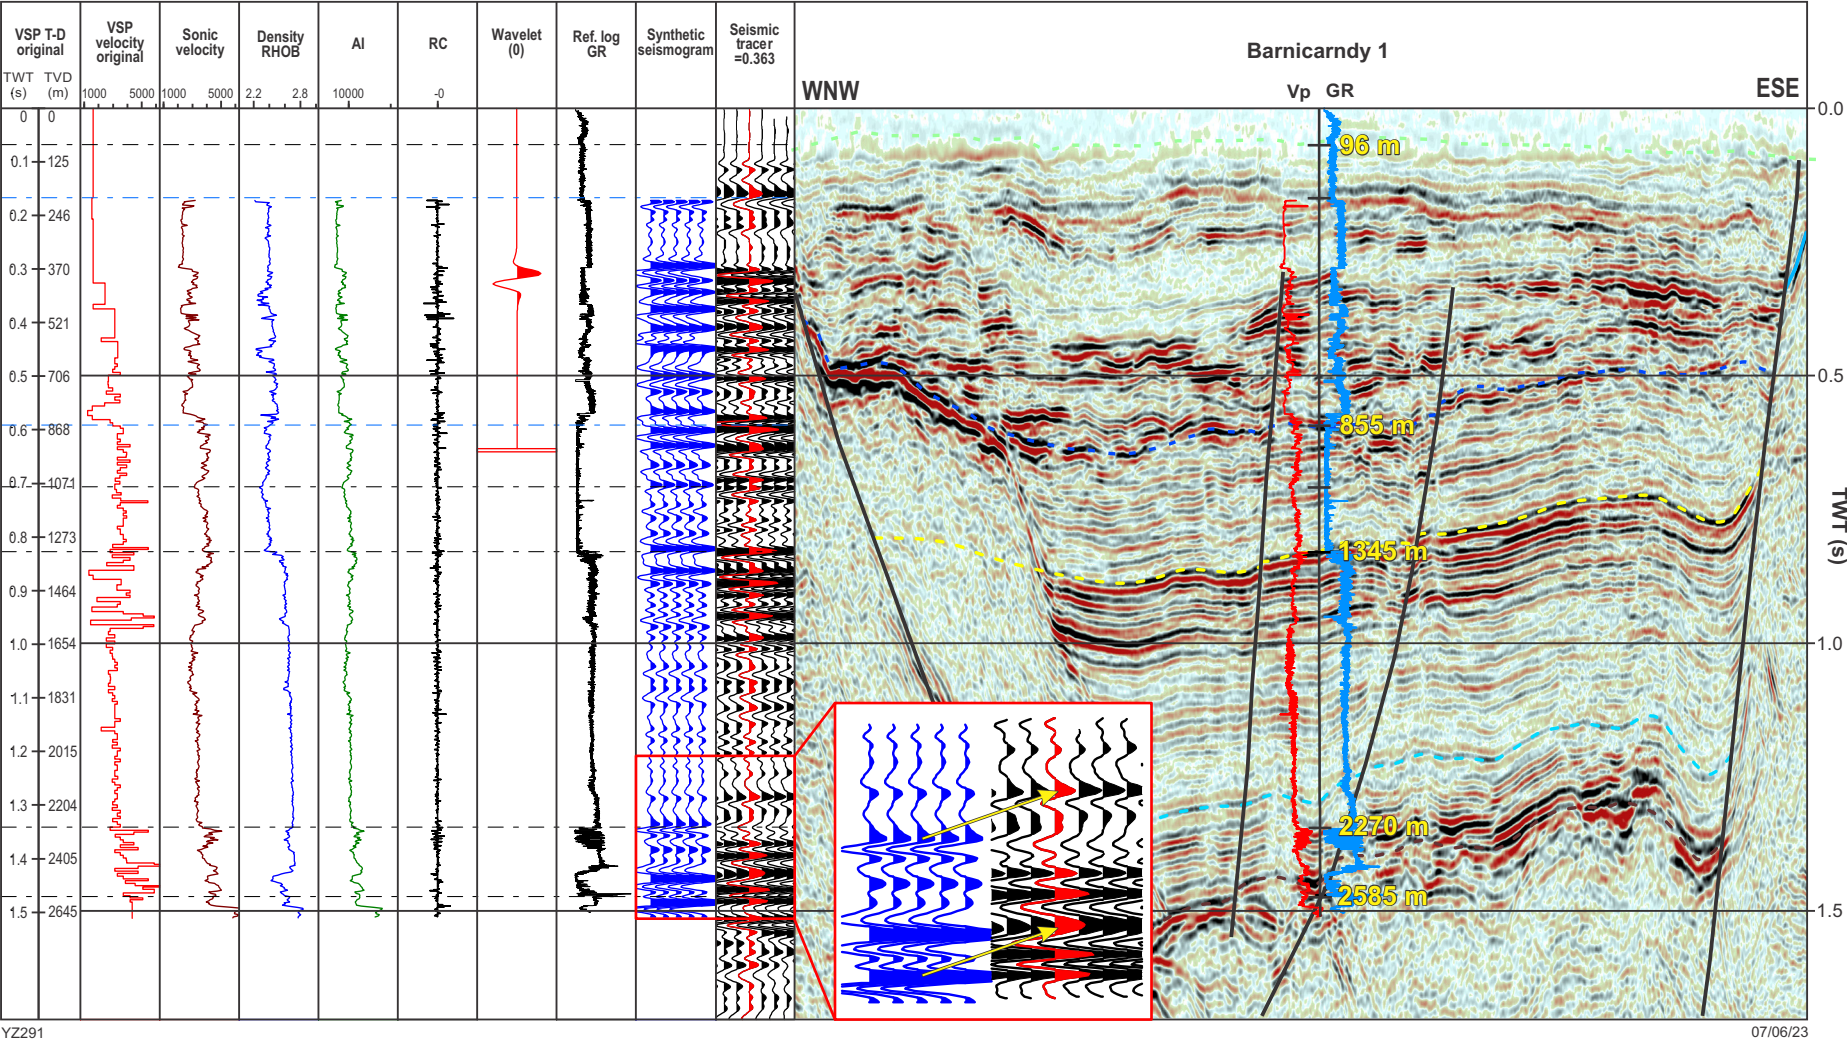 VSP T-D
original
TWT TVD
(s) (m)
VSP
velocity
original
1000 5000
Sonic
velocity
1000 5000
Density
RHOB
2.2 2.8
AI
10000
RC
-0
Wavelet
(0)
Ref. log
GR
Synthetic
seismogram
Seismic
tracer
=0.363
Barnicarndy 1
WNW
Vp GR
ESE
0 0
0.1 125
0.2 246
0.3 370
0.4 521
0.5 706
0.6 868
0.7 1071
0.8 1273
0.9 1464
1.0 1654
1.1 1831
1.2 2015
1.3 2204
1.4 2405
1.5 2645
96 m
855 m
1345 m
2270 m
2585 m
0.0
0.5
1.0
1.5
TWT (s)
YZ291
07/06/23